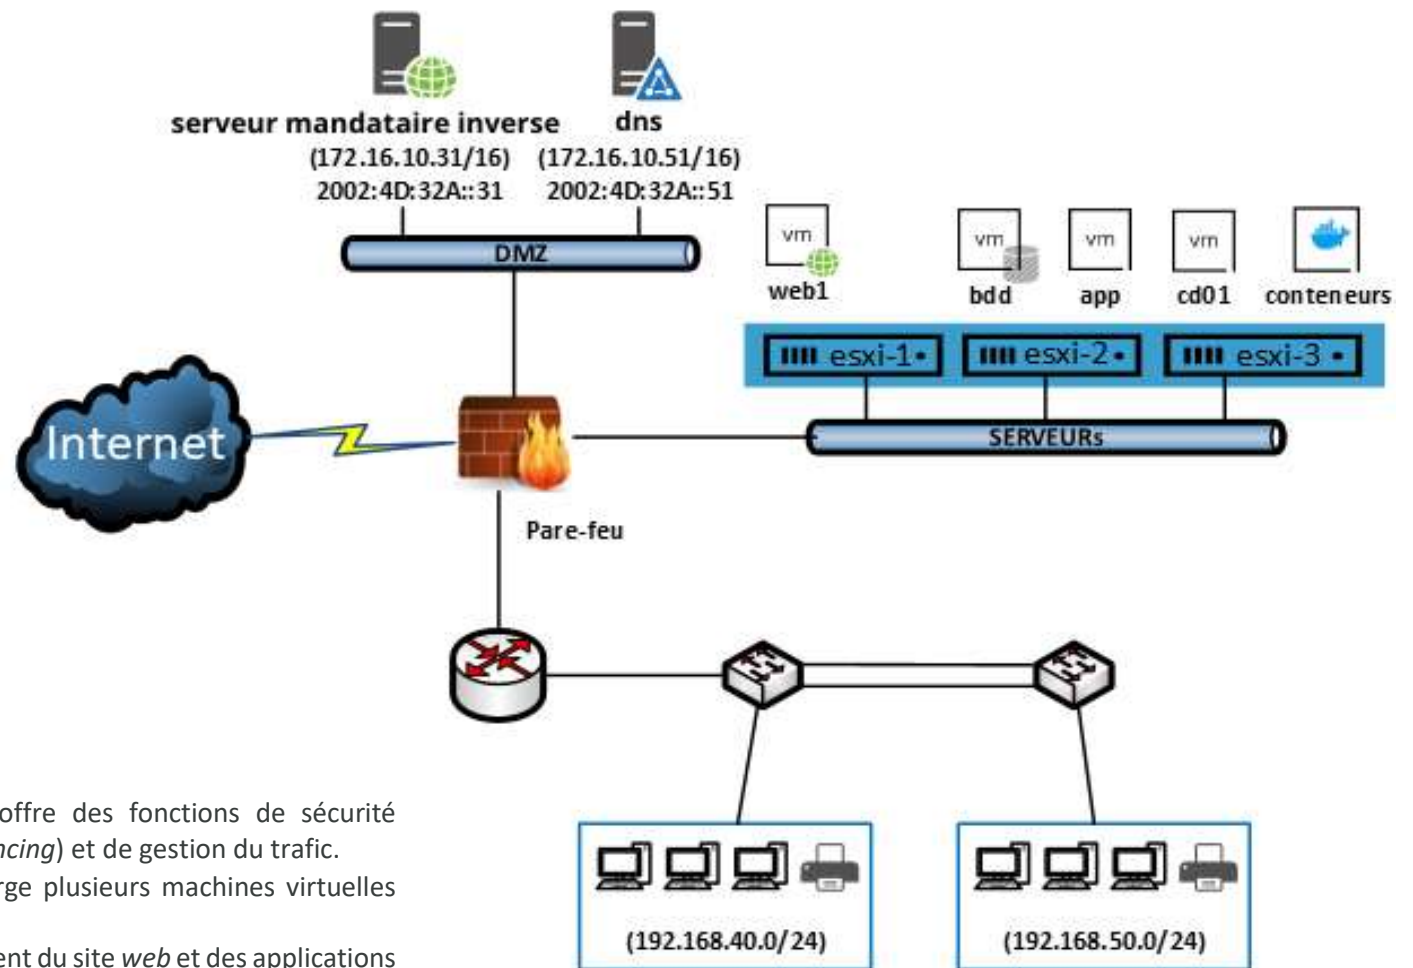 serveur mandataire inverse
(172.16.10.31/16)
2002:4D:32A::31
dns
(172.16.10.51/16)
2002:4D:32A::51
DMZ
vm
web1
vm
bdd
vm
app
vm
cd01
conteneurs
esxi-1
esxi-2
esxi-3
SERVEURs
Internet
Pare-feu
offre des fonctions de sécurité
ncing) et de gestion du trafic.
rge plusieurs machines virtuelles
ent du site web et des applications
(192.168.40.0/24)
(192.168.50.0/24)